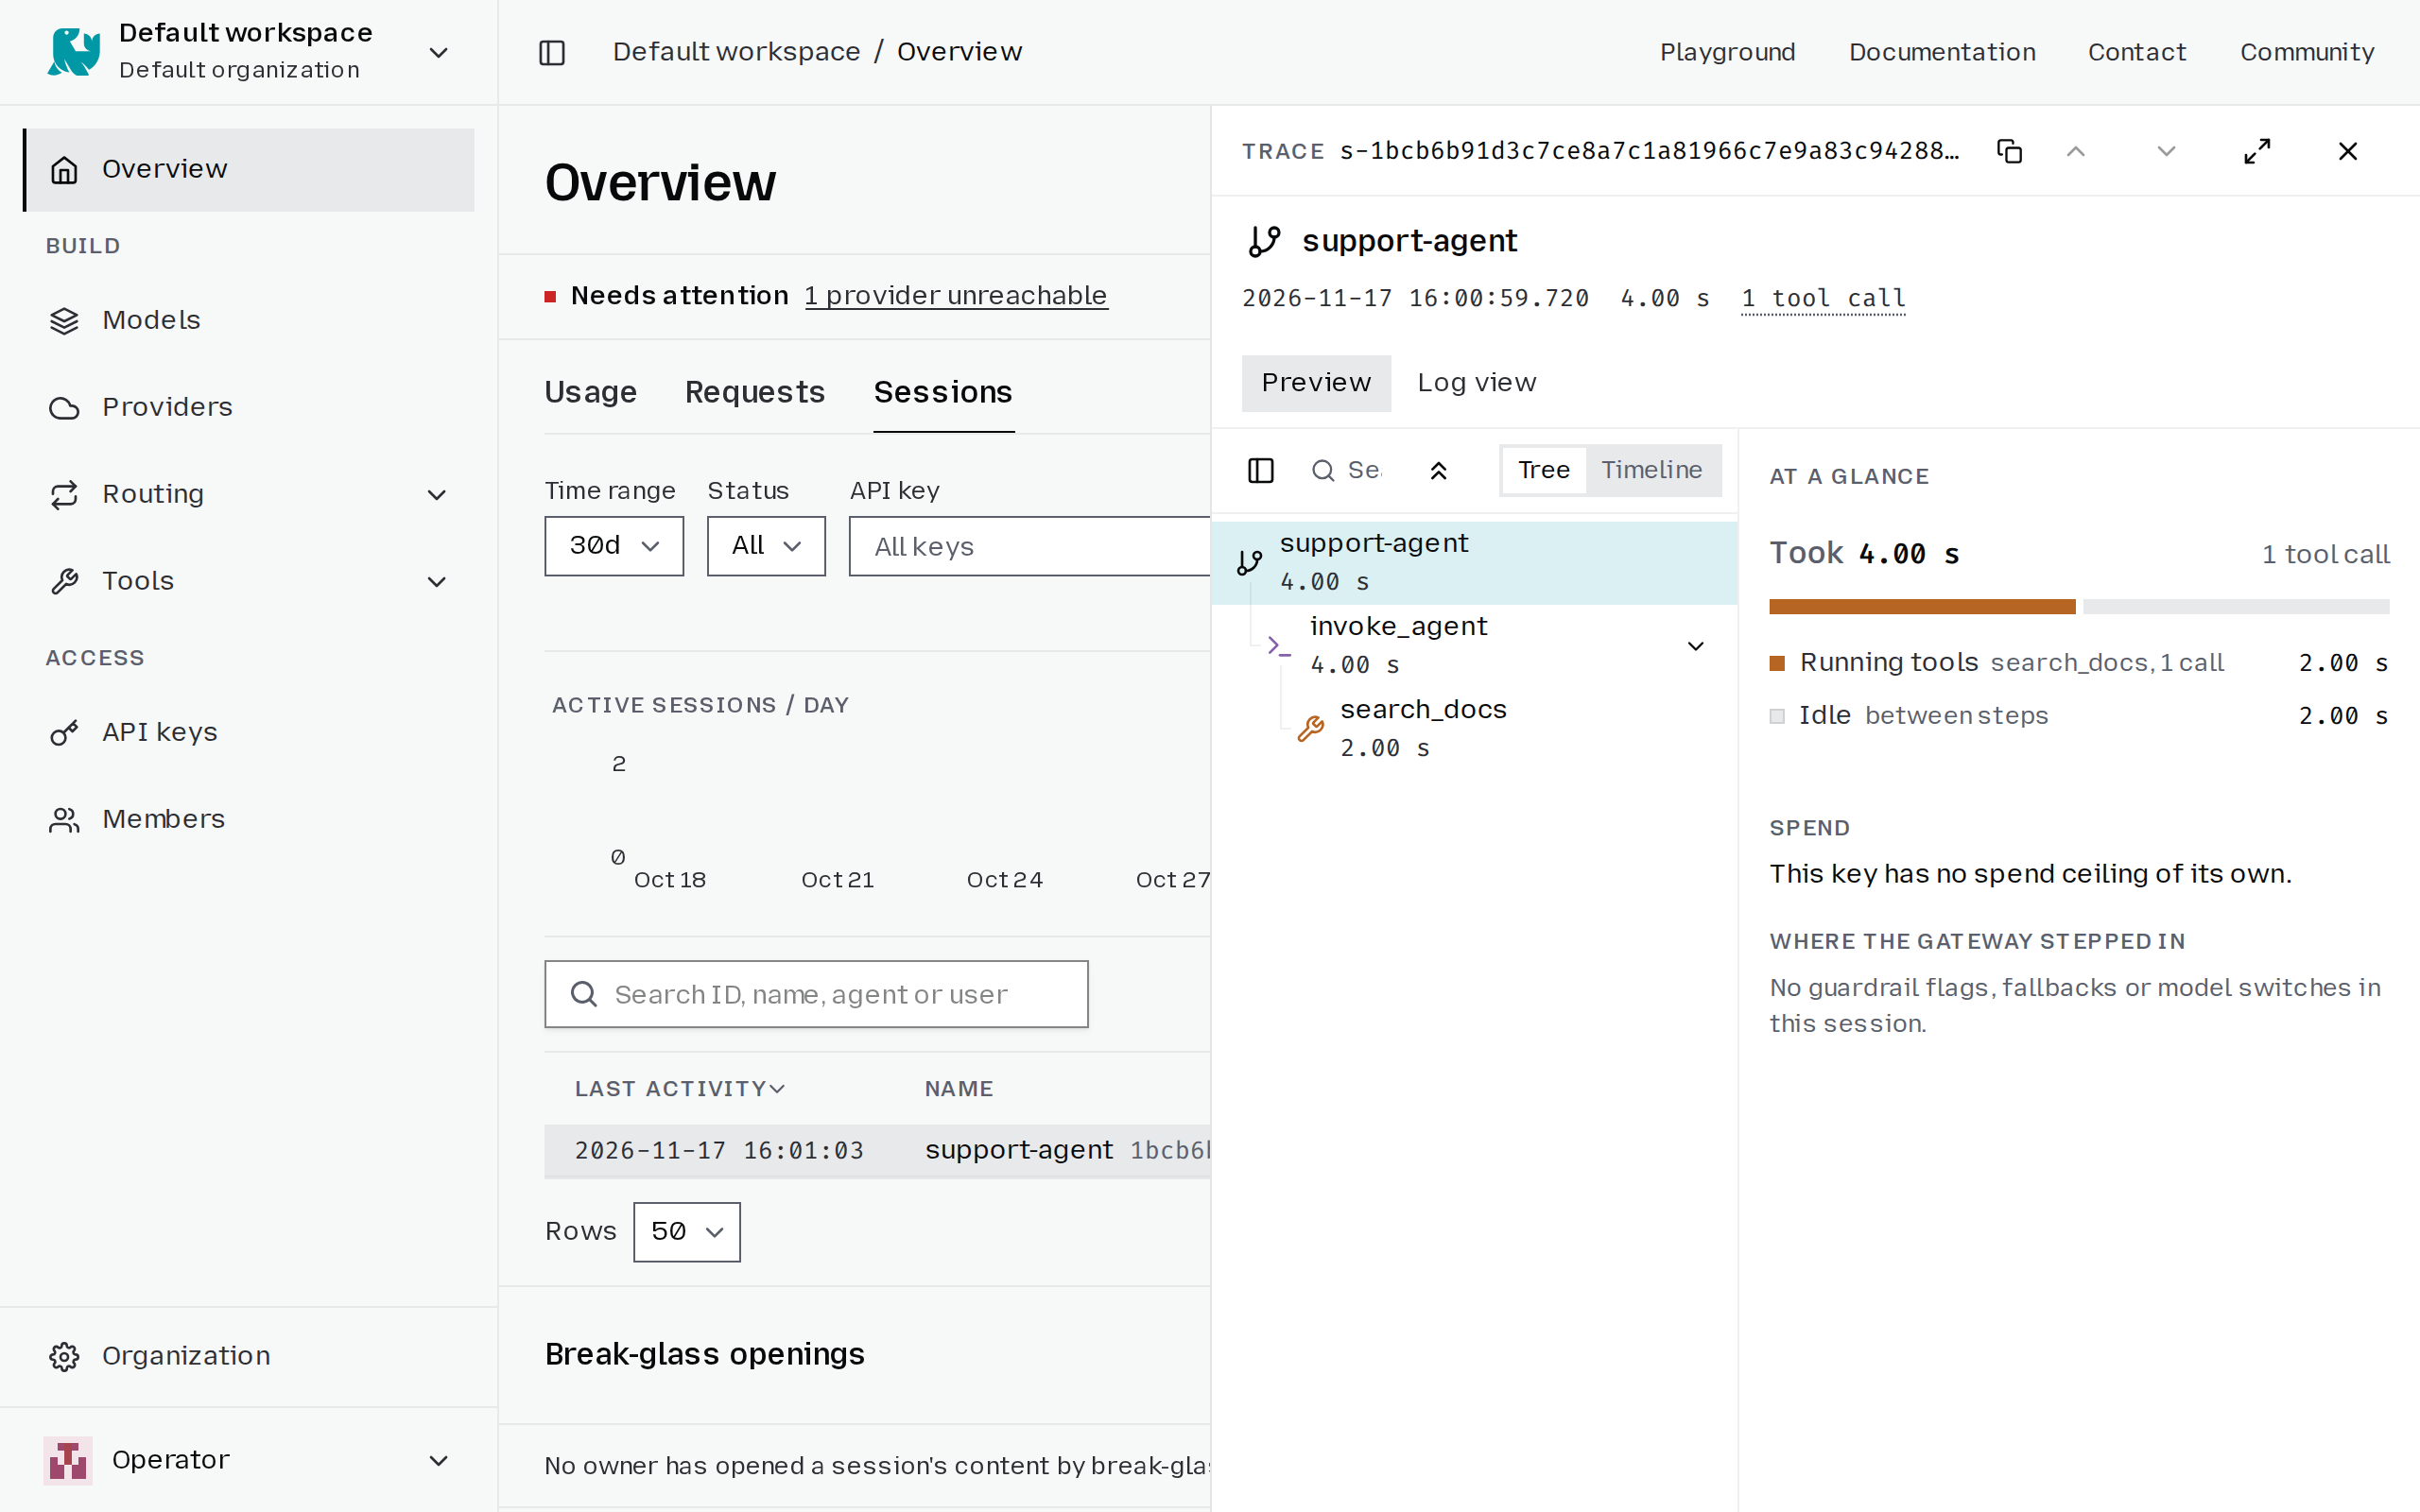 Default workspace
Default organization
Default workspace / Overview
Playground
Documentation
Contact
Community
Overview
BUILD
Models
Providers
Routing
Tools
ACCESS
API keys
Members
Organization
Operator
Overview
Needs attention 1 provider unreachable
Usage
Requests
Sessions
Time range
Status
API key
30d
All
All keys
ACTIVE SESSIONS / DAY
2
0
Oct 18
Oct 21
Oct 24
Oct 27
Search ID, name, agent or user
LAST ACTIVITY
NAME
2026-11-17 16:01:03
support-agent 1bcb6
Rows
50
Break-glass openings
No owner has opened a session's content by break-glas
TRACE s-1bcb6b91d3c7ce8a7c1a81966c7e9a83c94288…
support-agent
2026-11-17 16:00:59.720 4.00 s 1 tool call
Preview
Log view
Sea
Tree
Timeline
support-agent
4.00 s
invoke_agent
4.00 s
search_docs
2.00 s
AT A GLANCE
Took 4.00 s
1 tool call
Running tools search_docs, 1 call 2.00 s
Idle between steps 2.00 s
SPEND
This key has no spend ceiling of its own.
WHERE THE GATEWAY STEPPED IN
No guardrail flags, fallbacks or model switches in
this session.